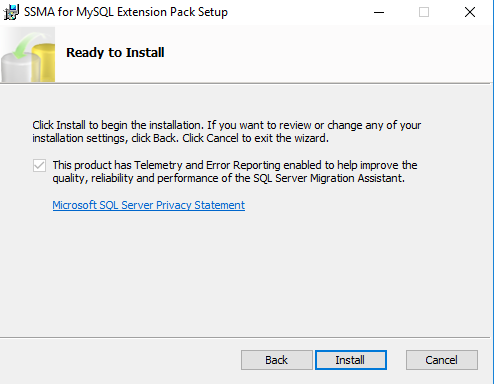 SSMA for MySQL Extension Pack Setup
Ready to Install
Click Install to begin the installation. If you want to review or change any of your
installation settings, click Back. Click Cancel to exit the wizard.
This product has Telemetry and Error Reporting enabled to help improve the
quality, reliability and performance of the SQL Server Migration Assistant.
Microsoft SQL Server Privacy Statement
Back Install Cancel